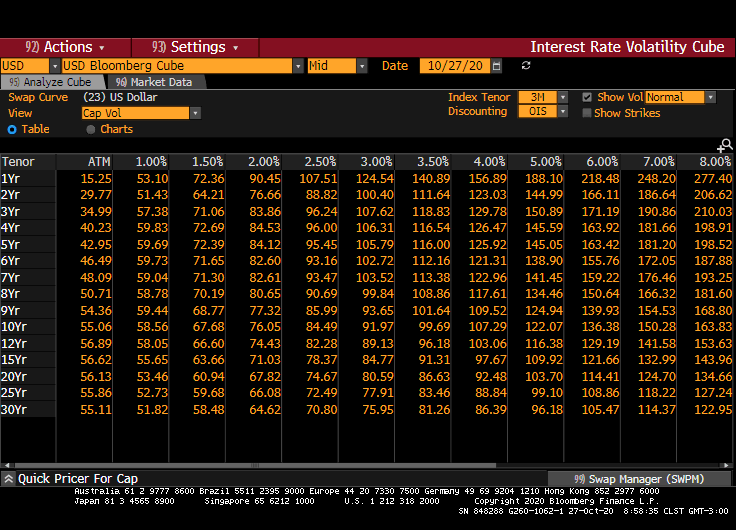 92) Actions 93) Settings Interest Rate Volatility Cube
USD USD Bloomberg Cube Mid Date 10/27/20
95) Analyze Cube 96) Market Data
Swap Curve (23) US Dollar Index Tenor 3M Show Vol Normal
View Cap Vol Discounting OIS Show Strikes
Table Charts
Tenor ATM 1.00% 1.50% 2.00% 2.50% 3.00% 3.50% 4.00% 5.00% 6.00% 7.00% 8.00%
1Yr 15.25 53.10 72.36 90.45 107.51 124.54 140.89 156.89 188.10 218.48 248.20 277.40
2Yr 29.77 51.43 64.21 76.66 88.82 100.40 111.64 123.03 144.99 166.11 186.64 206.62
3Yr 34.99 57.38 71.06 83.86 96.24 107.62 118.83 129.78 150.89 171.19 190.86 210.03
4Yr 40.23 59.83 72.69 84.53 96.00 106.31 116.54 126.47 145.59 163.92 181.66 198.91
5Yr 42.95 59.69 72.39 84.12 95.45 105.79 116.00 125.92 145.05 163.42 181.20 198.52
6Yr 46.49 59.73 71.65 82.60 93.16 102.72 112.16 121.31 138.90 155.76 172.05 187.88
7Yr 48.09 59.04 71.30 82.61 93.47 103.52 113.38 122.96 141.45 159.22 176.46 193.25
8Yr 50.71 58.78 70.19 80.65 90.69 99.84 108.86 117.61 134.46 150.64 166.32 181.60
9Yr 54.36 59.44 68.77 77.32 85.99 93.65 101.64 109.52 124.94 139.93 154.53 168.80
10Yr 55.06 58.56 67.68 76.05 84.49 91.97 99.69 107.29 122.07 136.38 150.28 163.83
12Yr 56.89 58.05 66.60 74.43 82.28 89.13 96.18 103.06 116.38 129.19 141.58 153.63
15Yr 56.62 55.65 63.66 71.03 78.37 84.77 91.31 97.67 109.92 121.66 132.99 143.96
20Yr 56.13 53.46 60.94 67.82 74.67 80.59 86.63 92.48 103.70 114.41 124.70 134.66
25Yr 55.86 52.73 59.68 66.08 72.49 77.91 83.46 88.84 99.10 108.86 118.22 127.24
30Yr 55.11 51.82 58.48 64.62 70.80 75.95 81.26 86.39 96.18 105.47 114.37 122.95
Quick Pricer For Cap 99) Swap Manager (SWPM)
Australia 61 2 9777 8600 Brazil 5511 2395 9000 Europe 44 20 7330 7500 Germany 49 69 9204 1210 Hong Kong 852 2977 6000
Japan 81 3 4565 8900 Singapore 65 6212 1000 U.S. 1 212 318 2000 Copyright 2020 Bloomberg Finance L.P.
SN 848288 G260-1062-1 27-Oct-20 8:58:35 CLST GMT-3:00